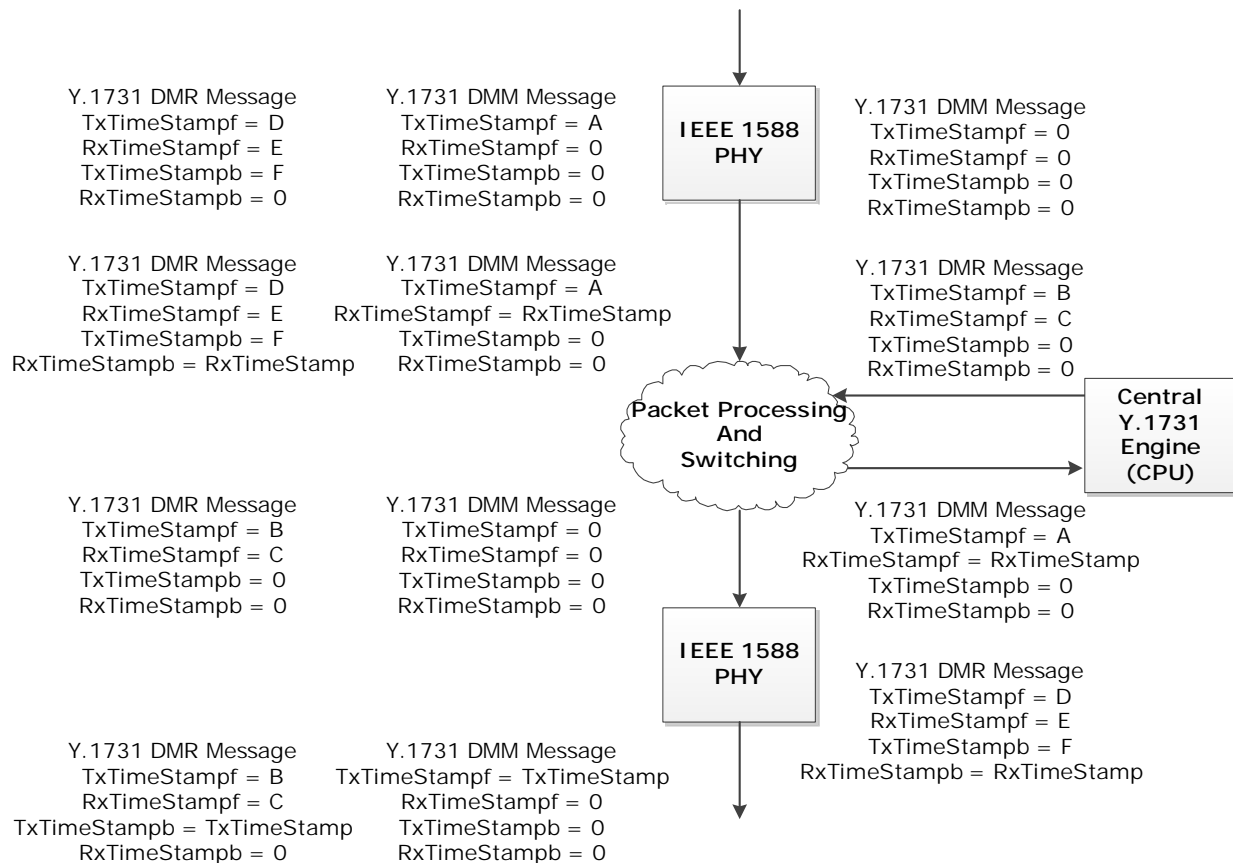 Y.1731 DMR Message
TxTimeStampf = D
RxTimeStampf = E
TxTimeStampb = F
RxTimeStampb = 0
Y.1731 DMM Message
TxTimeStampf = A
RxTimeStampf = 0
TxTimeStampb = 0
RxTimeStampb = 0
IEEE 1588
PHY
Y.1731 DMM Message
TxTimeStampf = 0
RxTimeStampf = 0
TxTimeStampb = 0
RxTimeStampb = 0
Y.1731 DMR Message
TxTimeStampf = D
RxTimeStampf = E
TxTimeStampb = F
RxTimeStampb = RxTimeStamp
Y.1731 DMM Message
TxTimeStampf = A
RxTimeStampf = RxTimeStamp
TxTimeStampb = 0
RxTimeStampb = 0
Y.1731 DMR Message
TxTimeStampf = B
RxTimeStampf = C
TxTimeStampb = 0
RxTimeStampb = 0
Packet Processing
And
Switching
Central
Y.1731
Engine
(CPU)
Y.1731 DMR Message
TxTimeStampf = B
RxTimeStampf = C
TxTimeStampb = 0
RxTimeStampb = 0
Y.1731 DMM Message
TxTimeStampf = 0
RxTimeStampf = 0
TxTimeStampb = 0
RxTimeStampb = 0
Y.1731 DMM Message
TxTimeStampf = A
RxTimeStampf = RxTimeStamp
TxTimeStampb = 0
RxTimeStampb = 0
IEEE 1588
PHY
Y.1731 DMR Message
TxTimeStampf = D
RxTimeStampf = E
TxTimeStampb = F
RxTimeStampb = RxTimeStamp
Y.1731 DMR Message
TxTimeStampf = B
RxTimeStampf = C
TxTimeStampb = TxTimeStamp
RxTimeStampb = 0
Y.1731 DMM Message
TxTimeStampf = TxTimeStamp
RxTimeStampf = 0
TxTimeStampb = 0
RxTimeStampb = 0